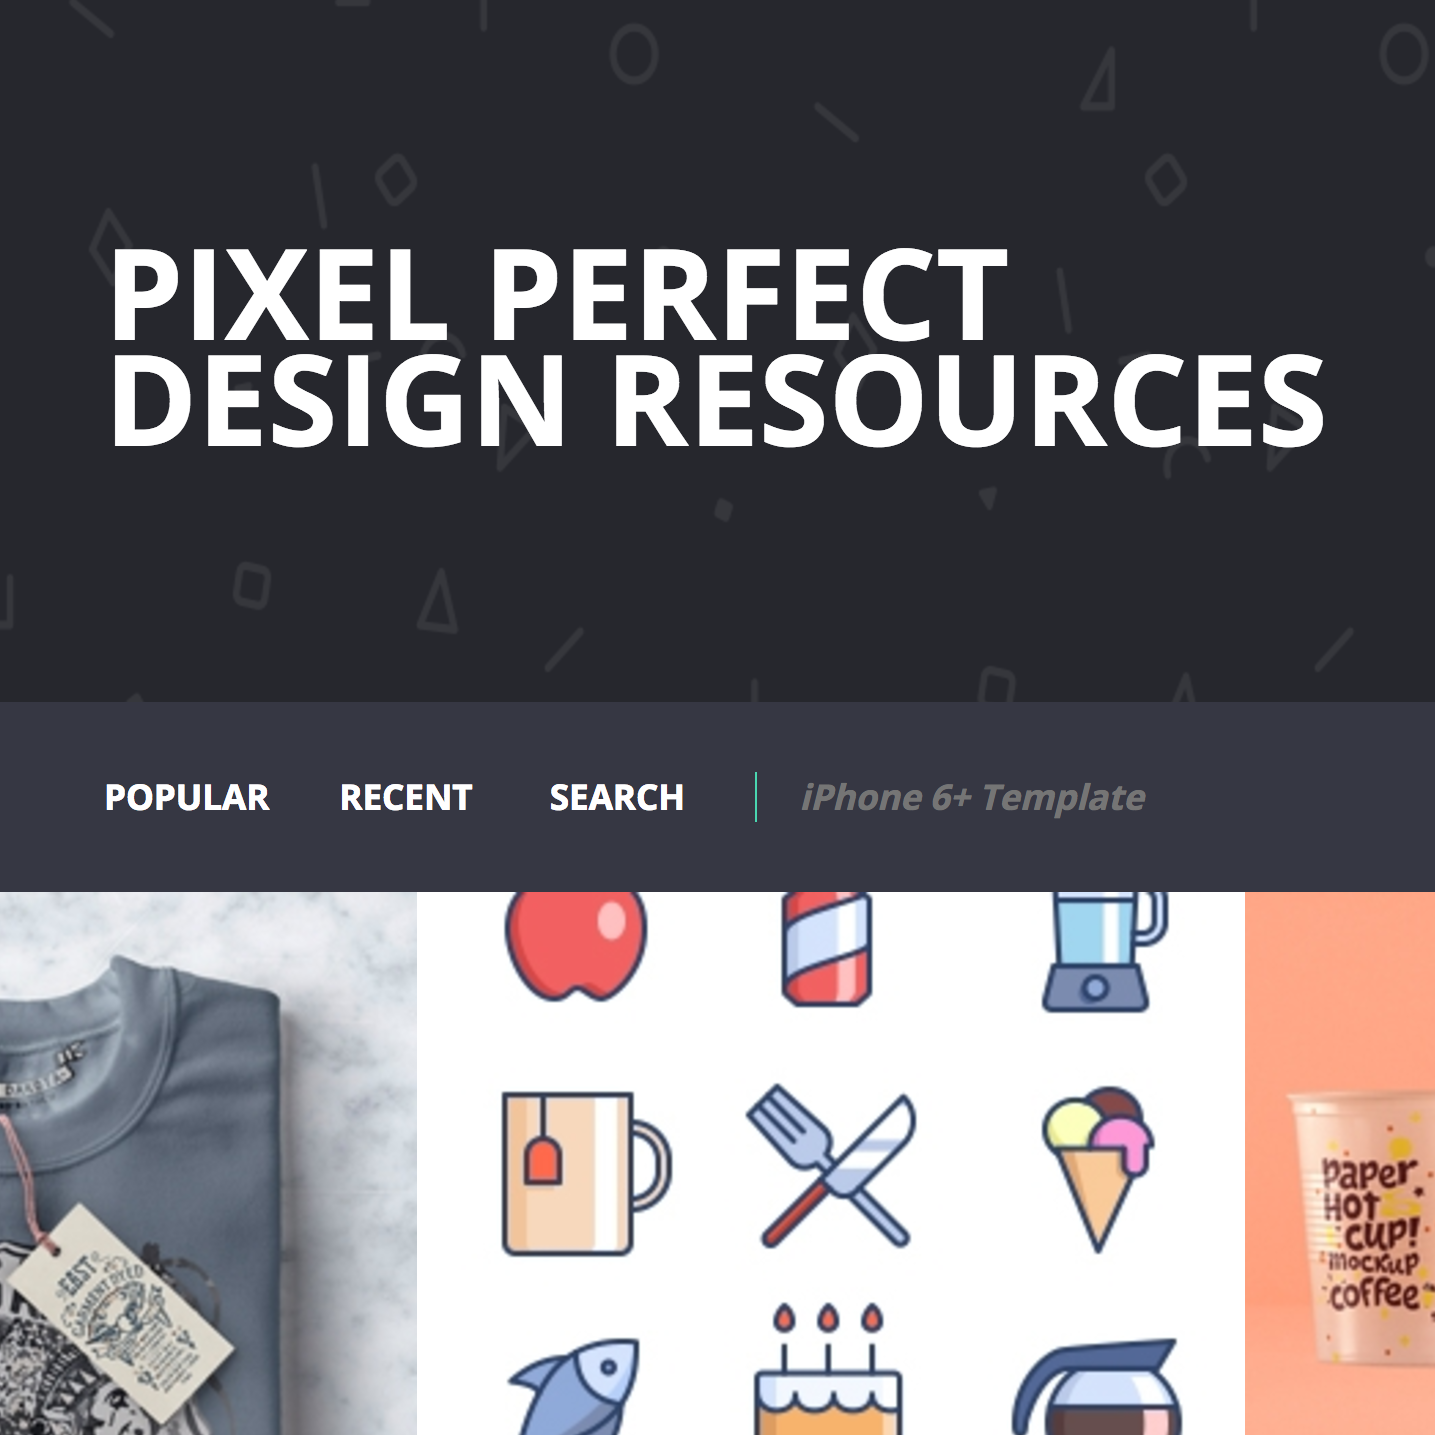 PIXEL PERFECT
DESIGN RESOURCES
POPULAR RECENT SEARCH iPhone 6+ Template
EAST
GARMENT DYED
paper
HOT
cup!
mockup
coffee